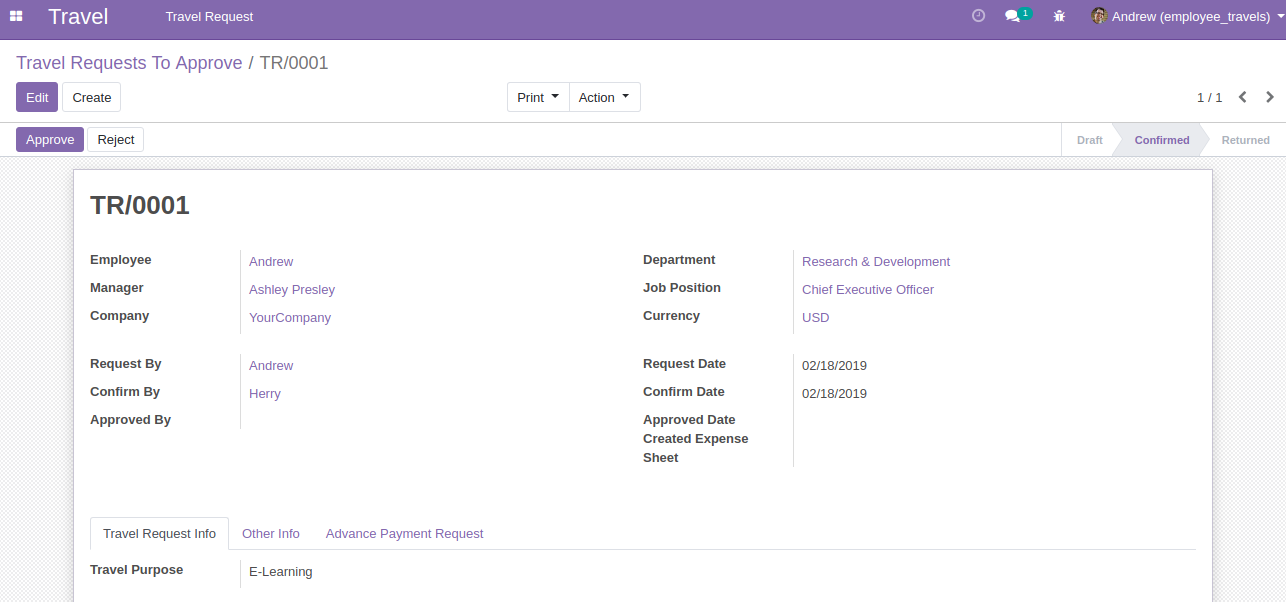 Travel Travel Request 1 Andrew (employee_travels)
Travel Requests To Approve / TR/0001
Edit Create Print Action 1 / 1
Approve Reject Draft Confirmed Returned
TR/0001
Employee Andrew Department Research & Development
Manager Ashley Presley Job Position Chief Executive Officer
Company YourCompany Currency USD
Request By Andrew Request Date 02/18/2019
Confirm By Herry Confirm Date 02/18/2019
Approved By Approved Date
Created Expense
Sheet
Travel Request Info Other Info Advance Payment Request
Travel Purpose E-Learning